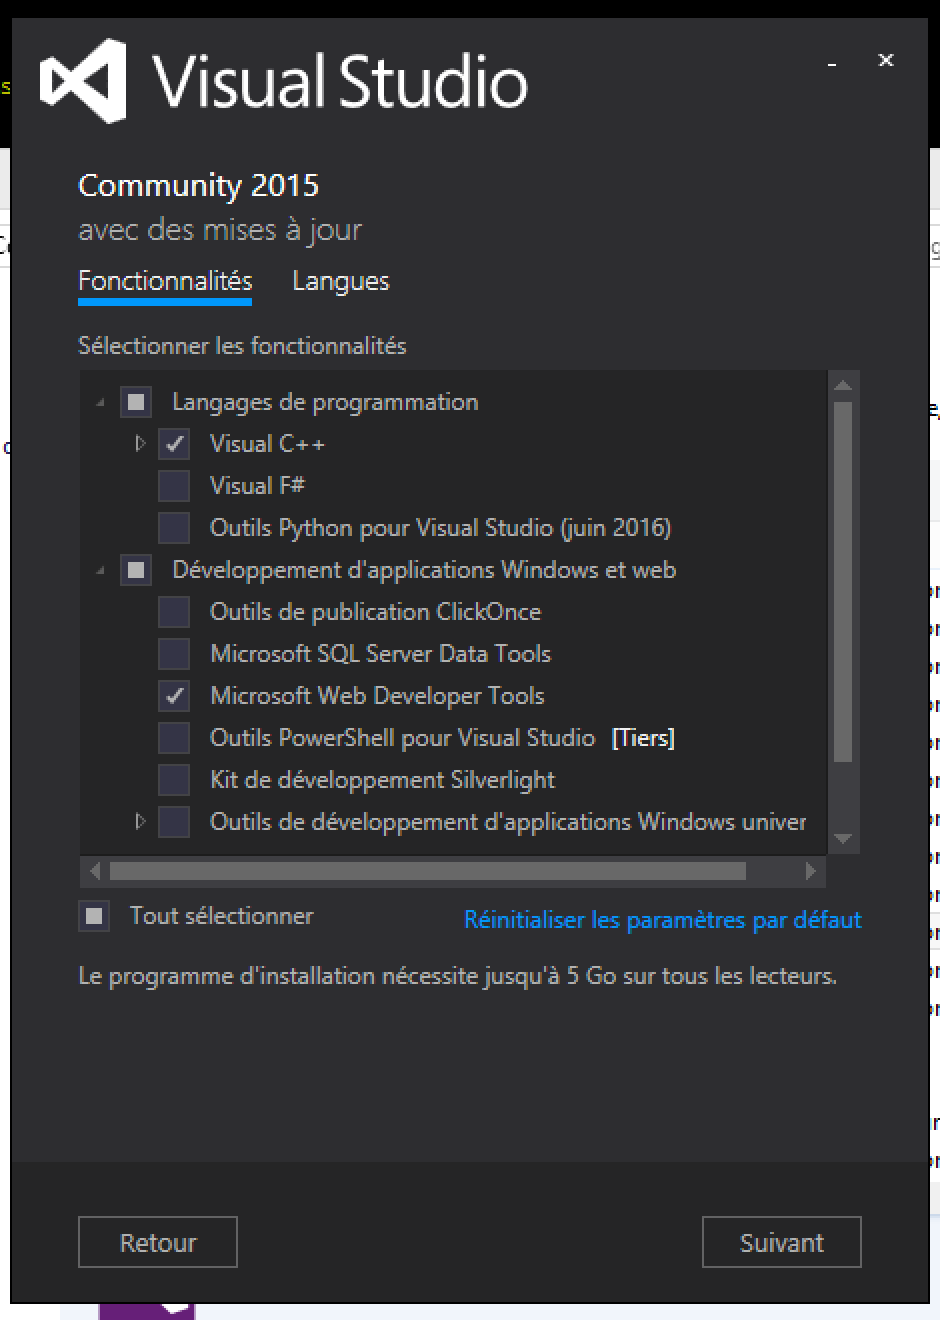 Visual Studio
Community 2015
avec des mises à jour
Fonctionnalités Langues
Sélectionner les fonctionnalités
Langages de programmation
Visual C++
Visual F#
Outils Python pour Visual Studio (juin 2016)
Développement d'applications Windows et web
Outils de publication ClickOnce
Microsoft SQL Server Data Tools
Microsoft Web Developer Tools
Outils PowerShell pour Visual Studio [Tiers]
Kit de développement Silverlight
Outils de développement d'applications Windows univer
Tout sélectionner Réinitialiser les paramètres par défaut
Le programme d'installation nécessite jusqu'à 5 Go sur tous les lecteurs.
Retour Suivant